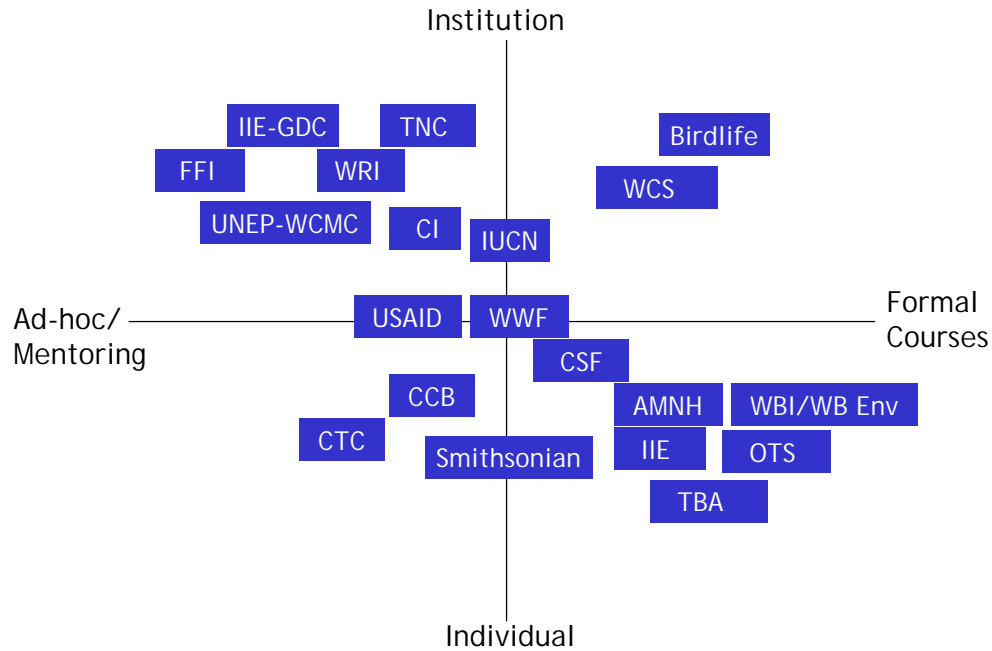 Institution
IIE-GDC
TNC
Birdlife
FFI
WRI
WCS
UNEP-WCMC
CI
IUCN
Ad-hoc/
Mentoring
USAID
WWF
Formal
Courses
CSF
CCB
AMNH
WBI/WB Env
CTC
Smithsonian
IIE
OTS
TBA
Individual